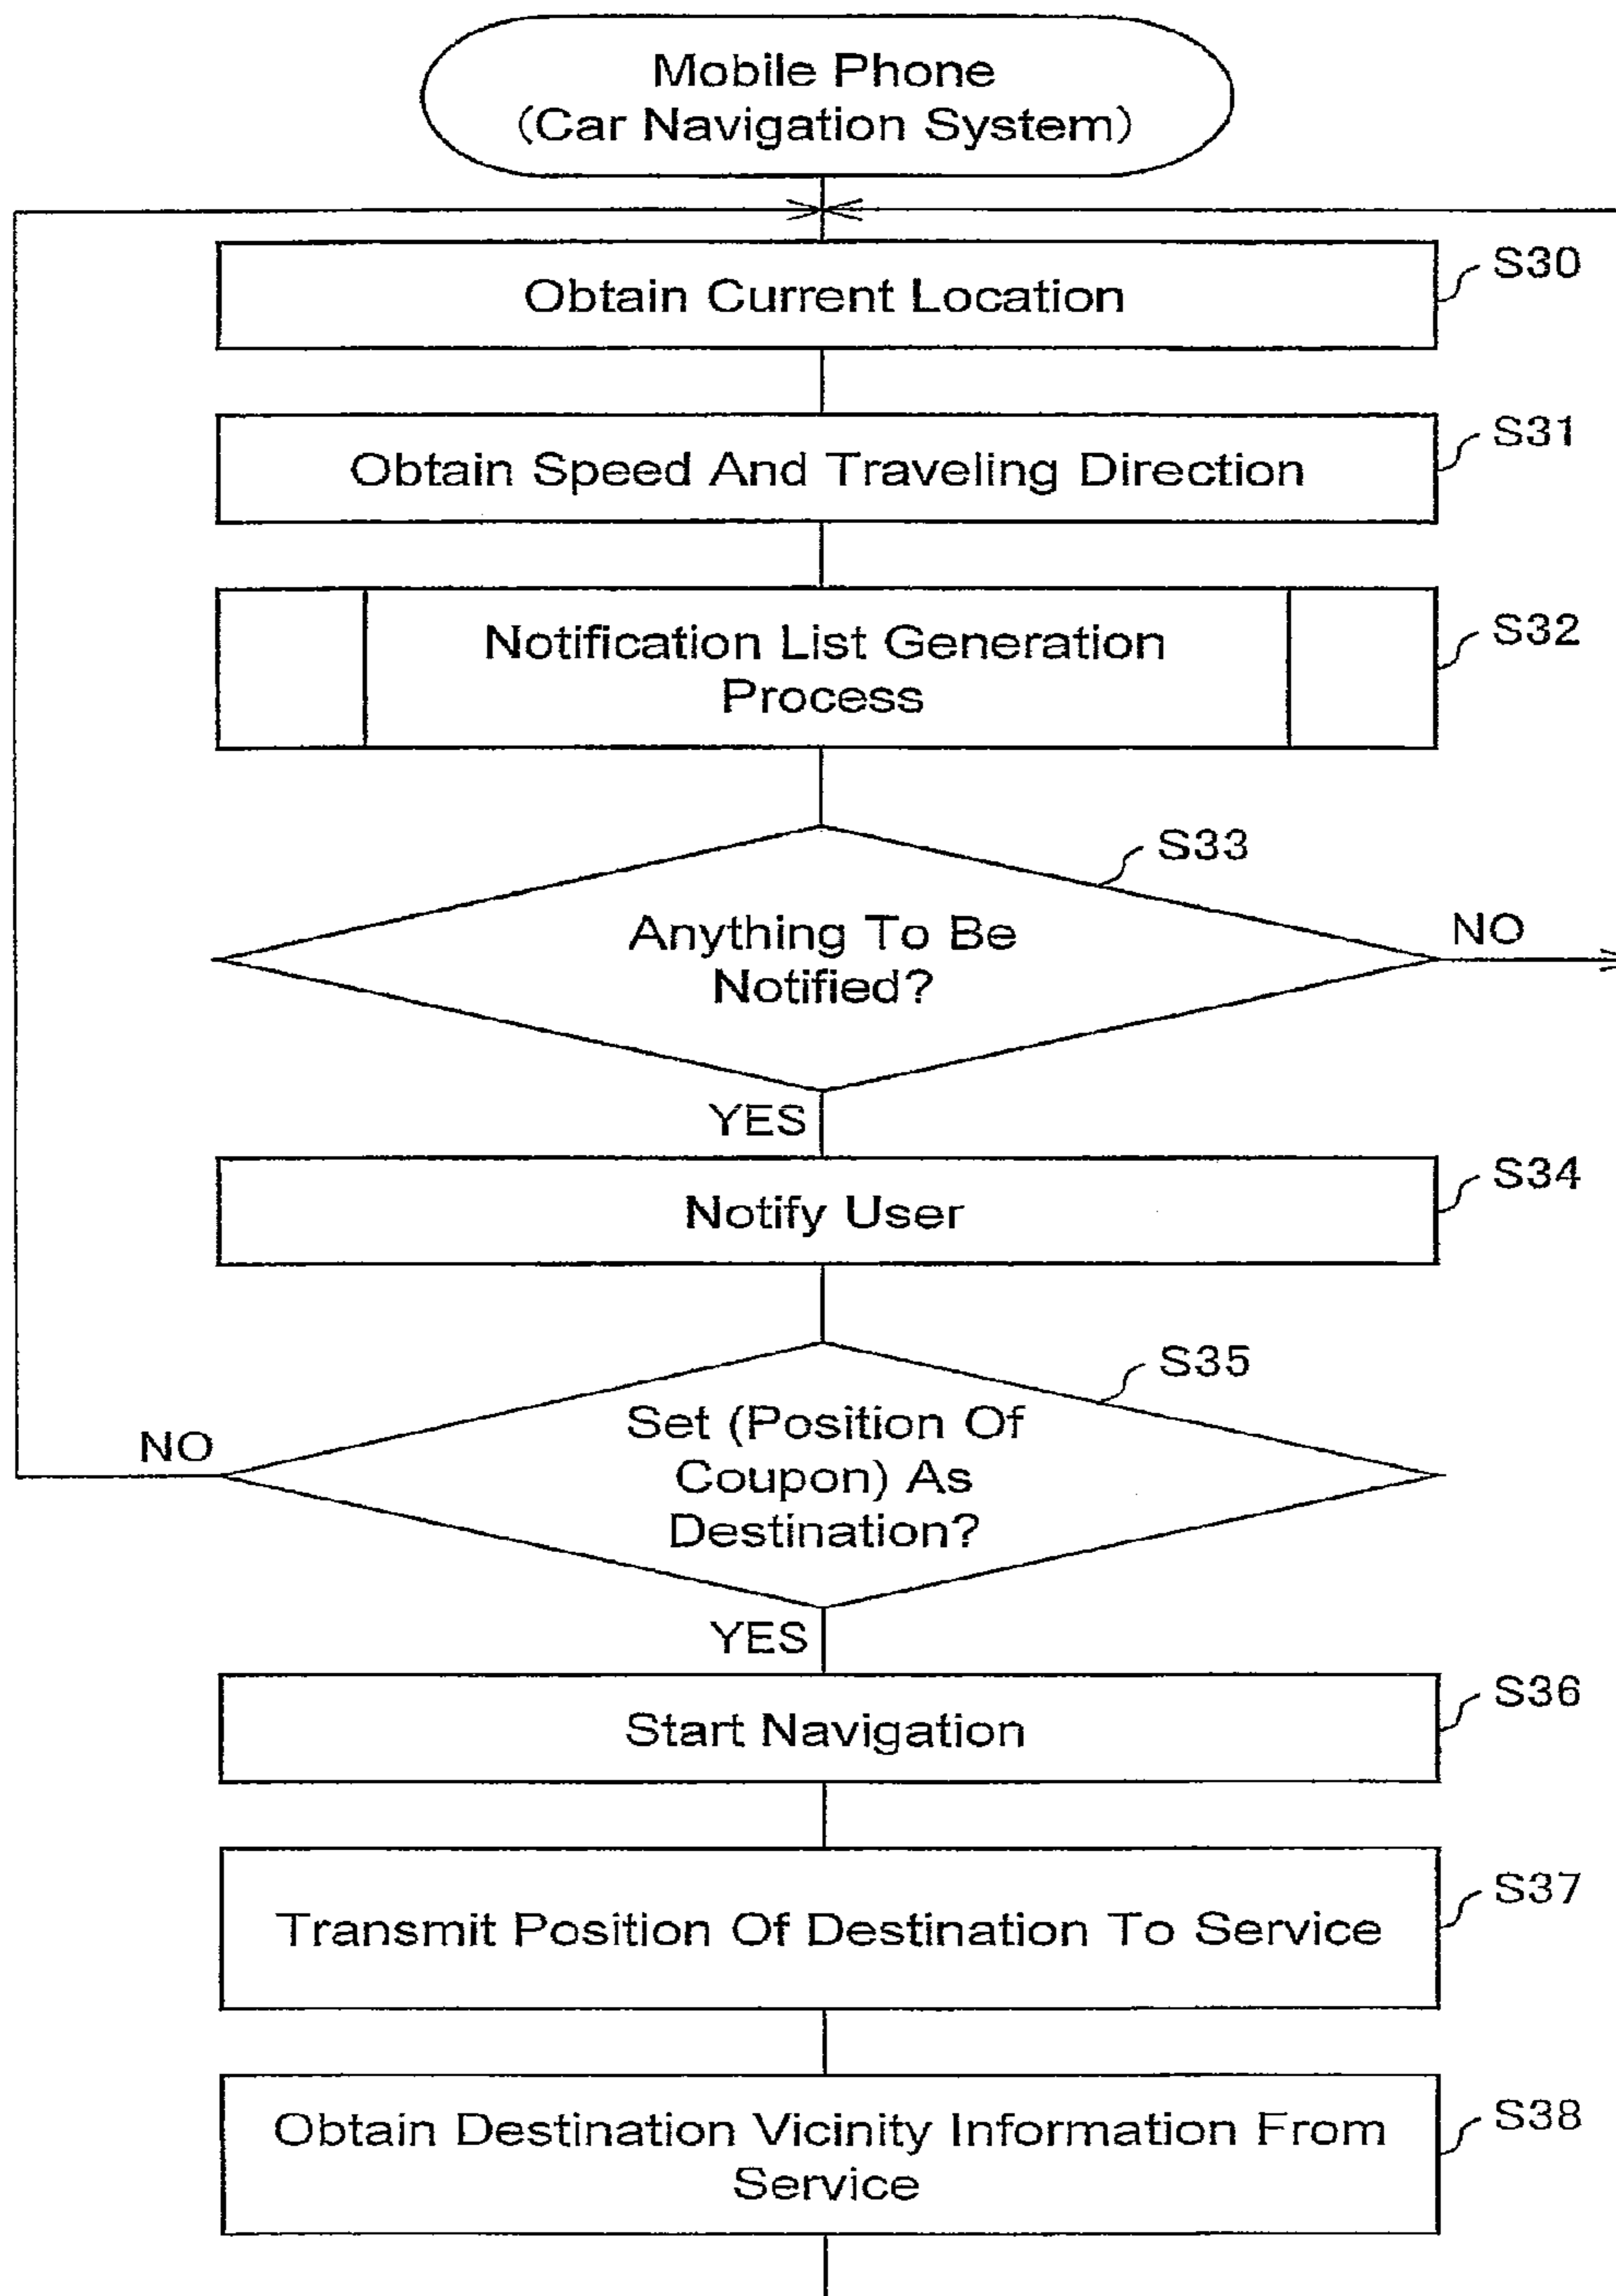 Mobile Phone
(Car Navigation System)
Obtain Current Location
S30
Obtain Speed And Traveling Direction
S31
Notification List Generation
Process
S32
S33
Anything To Be
Notified?
NO
YES
Notify User
S34
S35
Set (Position Of
Coupon) As
Destination?
NO
YES
Start Navigation
S36
Transmit Position Of Destination To Service
S37
Obtain Destination Vicinity Information From
Service
S38